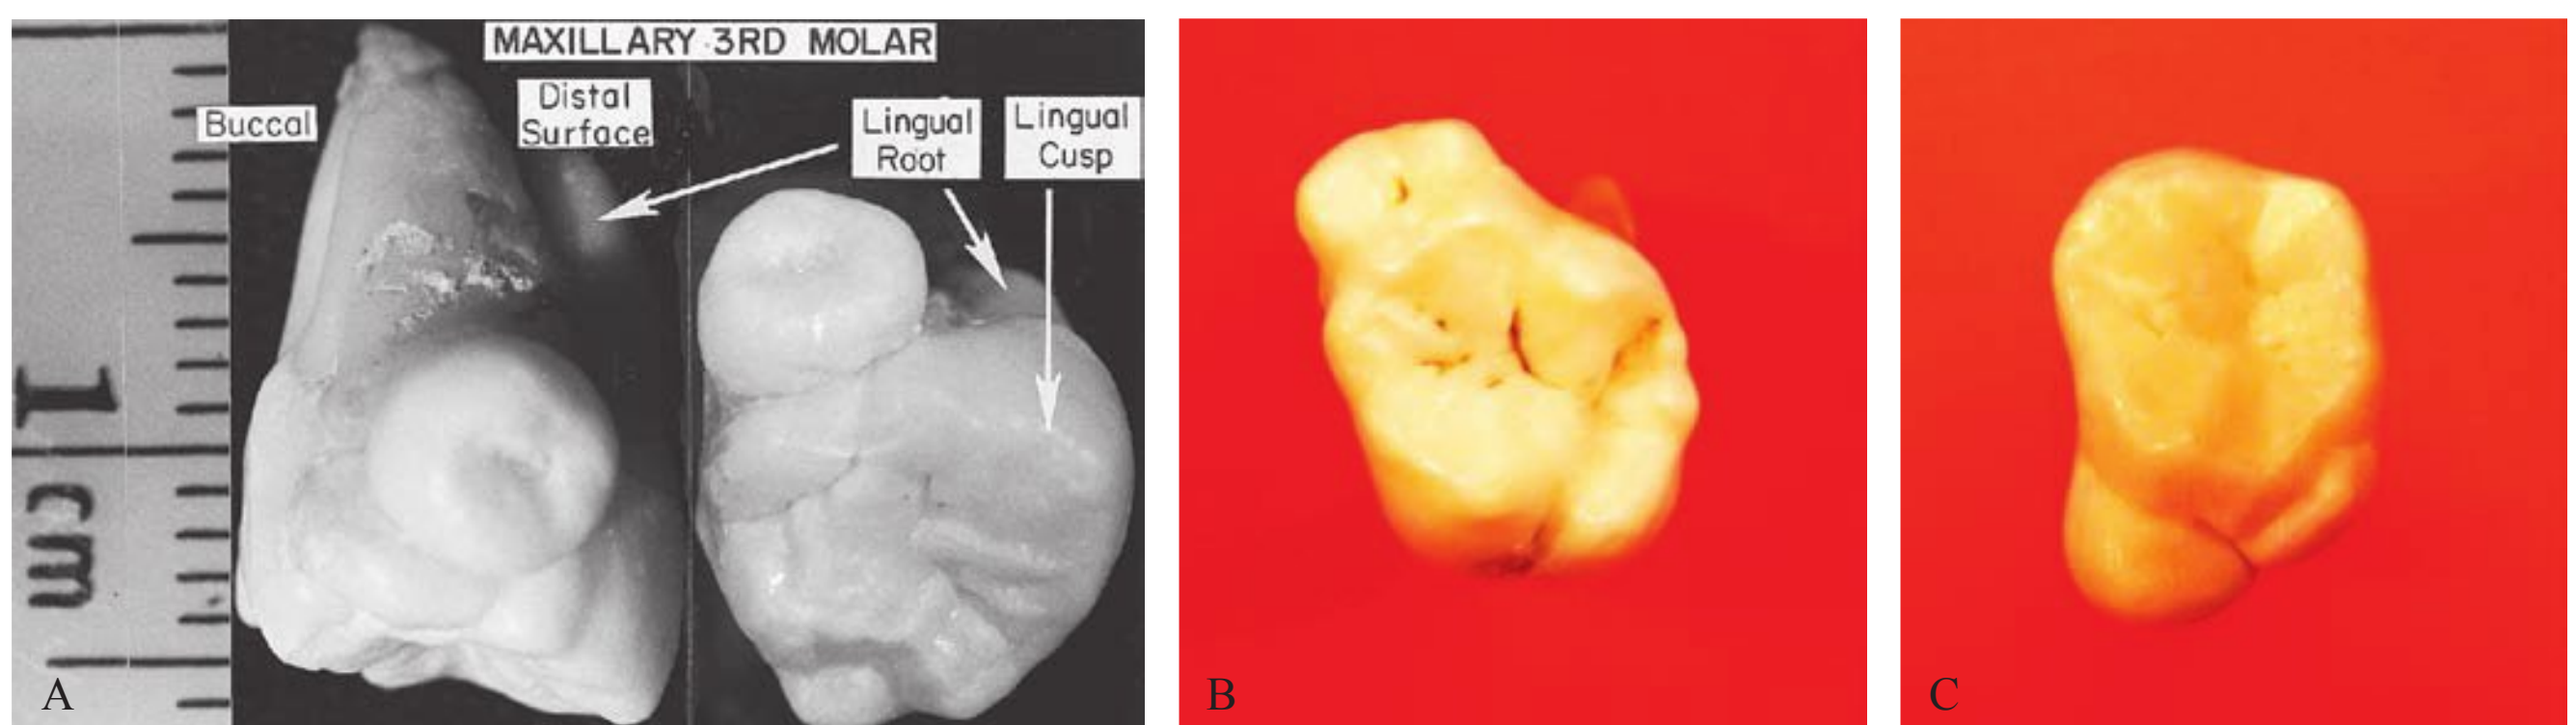 MAXILLARY 3RD MOLAR
Buccal
Distal
Surface
Lingual
Root
Lingual
Cusp
1
cm
A
B
C